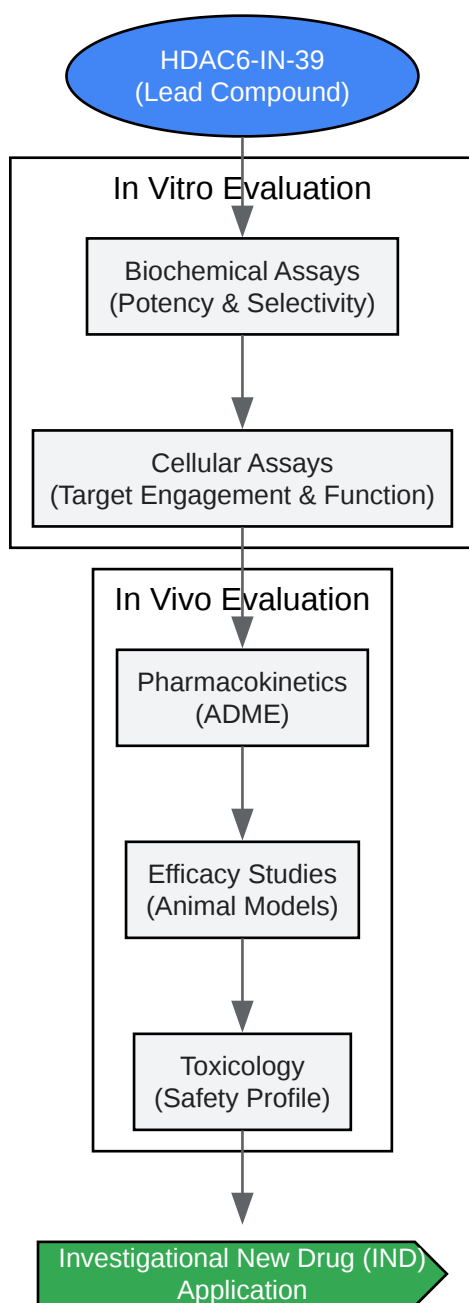 HDAC6-IN-39
(Lead Compound)
In Vitro Evaluation
Biochemical Assays
(Potency & Selectivity)
Cellular Assays
(Target Engagement & Function)
In Vivo Evaluation
Pharmacokinetics
(ADME)
Efficacy Studies
(Animal Models)
Toxicology
(Safety Profile)
Investigational New Drug (IND)
Application